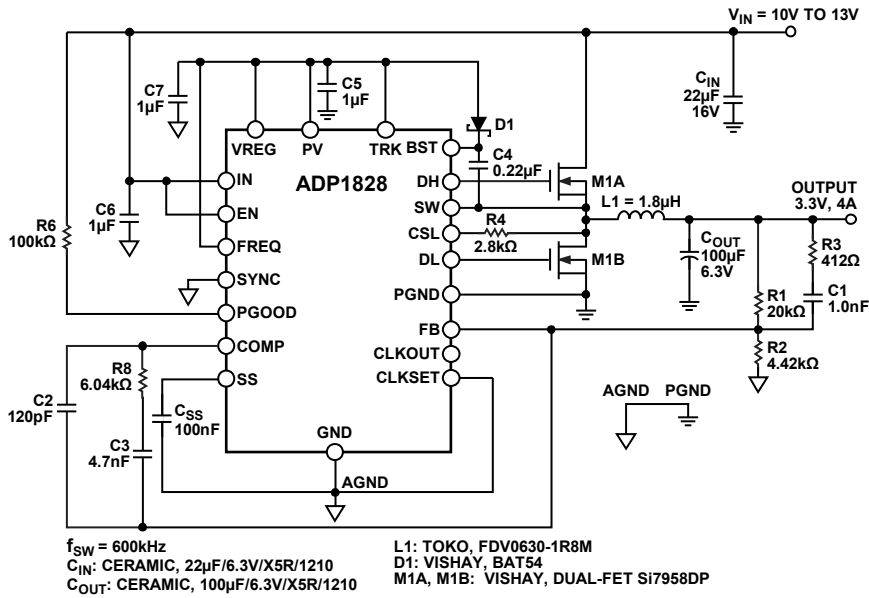 V_IN = 10V TO 13V
C7
1µF
C5
1µF
C_IN
22µF
16V
D1
VREG
PV
TRK
BST
C4
0.22µF
ADP1828
IN
DH
M1A
OUTPUT
3.3V, 4A
EN
SW
L1 = 1.8µH
R6
100kΩ
C6
1µF
FREQ
CSL
R4
2.8kΩ
C_OUT
100µF
6.3V
R3
412Ω
SYNC
DL
M1B
PGOOD
PGND
R1
20kΩ
C1
1.0nF
COMP
FB
R8
6.04kΩ
CLKOUT
R2
4.42kΩ
SS
CLKSET
C2
120pF
C_SS
100nF
AGND PGND
C3
4.7nF
GND
AGND
f_SW = 600kHz
C_IN: CERAMIC, 22µF/6.3V/X5R/1210
C_OUT: CERAMIC, 100µF/6.3V/X5R/1210
L1: TOKO, FDV0630-1R8M
D1: VISHAY, BAT54
M1A, M1B: VISHAY, DUAL-FET Si7958DP